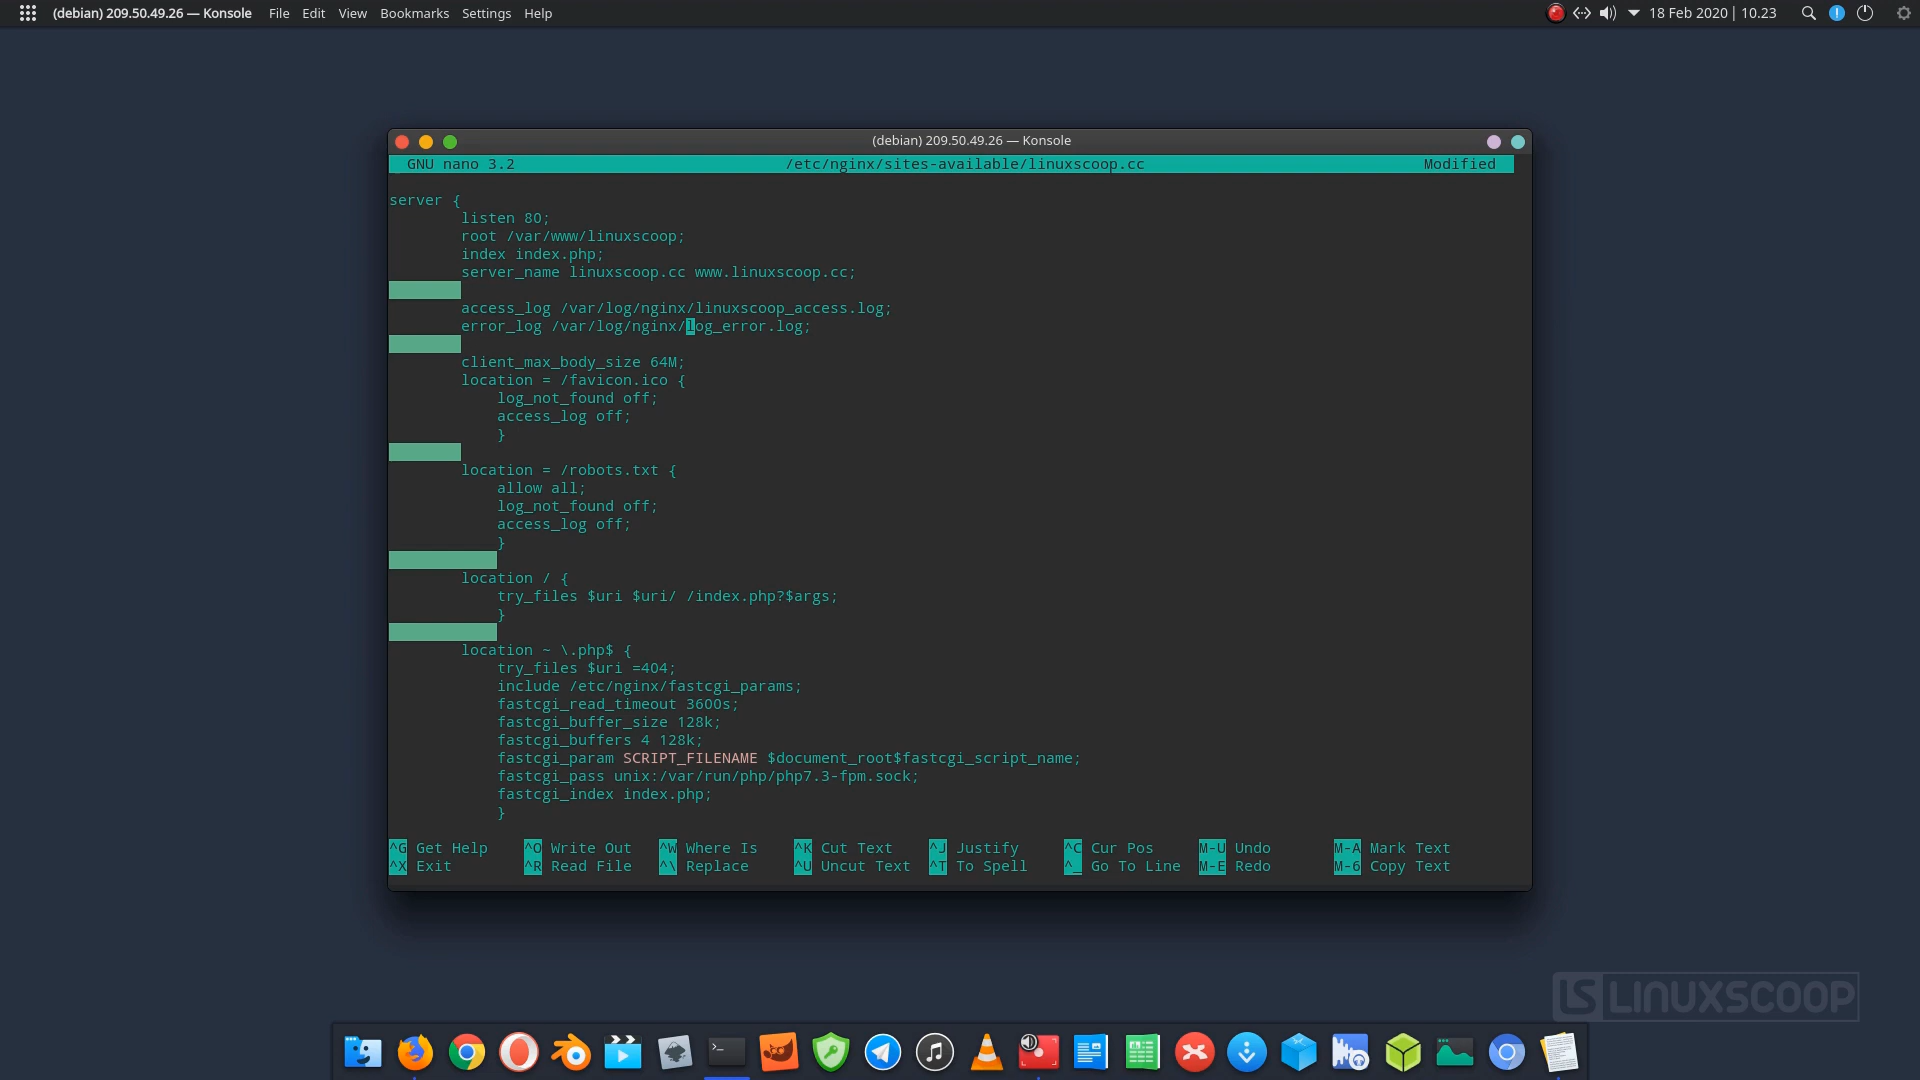 (debian) 209.50.49.26 — Konsole File Edit View Bookmarks Settings Help 18 Feb 2020 | 10.23
(debian) 209.50.49.26 — Konsole
GNU nano 3.2 /etc/nginx/sites-available/linuxscoop.cc Modified
server {
listen 80;
root /var/www/linuxscoop;
index index.php;
server_name linuxscoop.cc www.linuxscoop.cc;
access_log /var/log/nginx/linuxscoop_access.log;
error_log /var/log/nginx/log_error.log;
client_max_body_size 64M;
location = /favicon.ico {
log_not_found off;
access_log off;
}
location = /robots.txt {
allow all;
log_not_found off;
access_log off;
}
location / {
try_files $uri $uri/ /index.php?$args;
}
location ~ \.php$ {
try_files $uri =404;
include /etc/nginx/fastcgi_params;
fastcgi_read_timeout 3600s;
fastcgi_buffer_size 128k;
fastcgi_buffers 4 128k;
fastcgi_param SCRIPT_FILENAME $document_root$fastcgi_script_name;
fastcgi_pass unix:/var/run/php/php7.3-fpm.sock;
fastcgi_index index.php;
}
^G Get Help ^O Write Out ^W Where Is ^K Cut Text ^J Justify ^C Cur Pos M-U Undo M-A Mark Text
^X Exit ^R Read File ^\ Replace ^U Uncut Text ^T To Spell ^_ Go To Line M-E Redo M-6 Copy Text
LS LINUXSCOOP